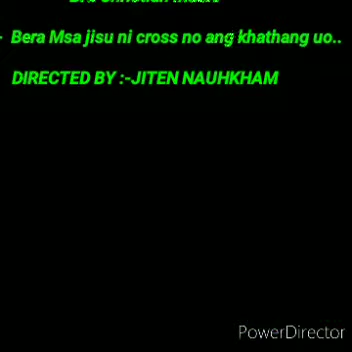 - Bera Msa jisu ni cross no ang khathang uo..
DIRECTED BY :-JITEN NAUHKHAM
PowerDirector